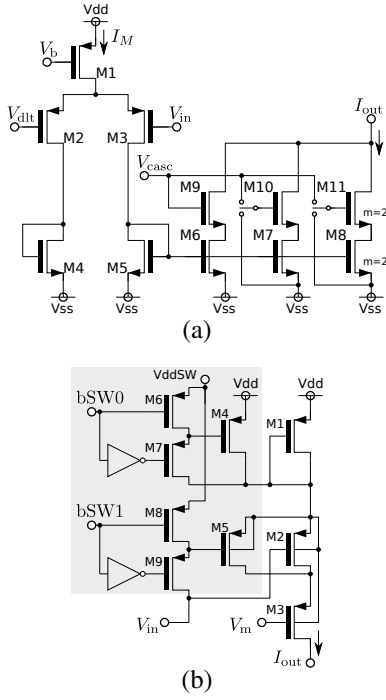 Vdd
I_M
V_b
M1
V_dlt
M2
M3
V_in
I_out
V_casc
M9
M10
M11
m=2
M4
M5
M6
M7
M8
m=2
Vss
Vss
Vss
Vss
Vss
(a)
VddSW
Vdd
Vdd
bSW0
M6
M4
M1
M7
bSW1
M8
M5
M2
M9
M3
V_in
V_m
I_out
(b)